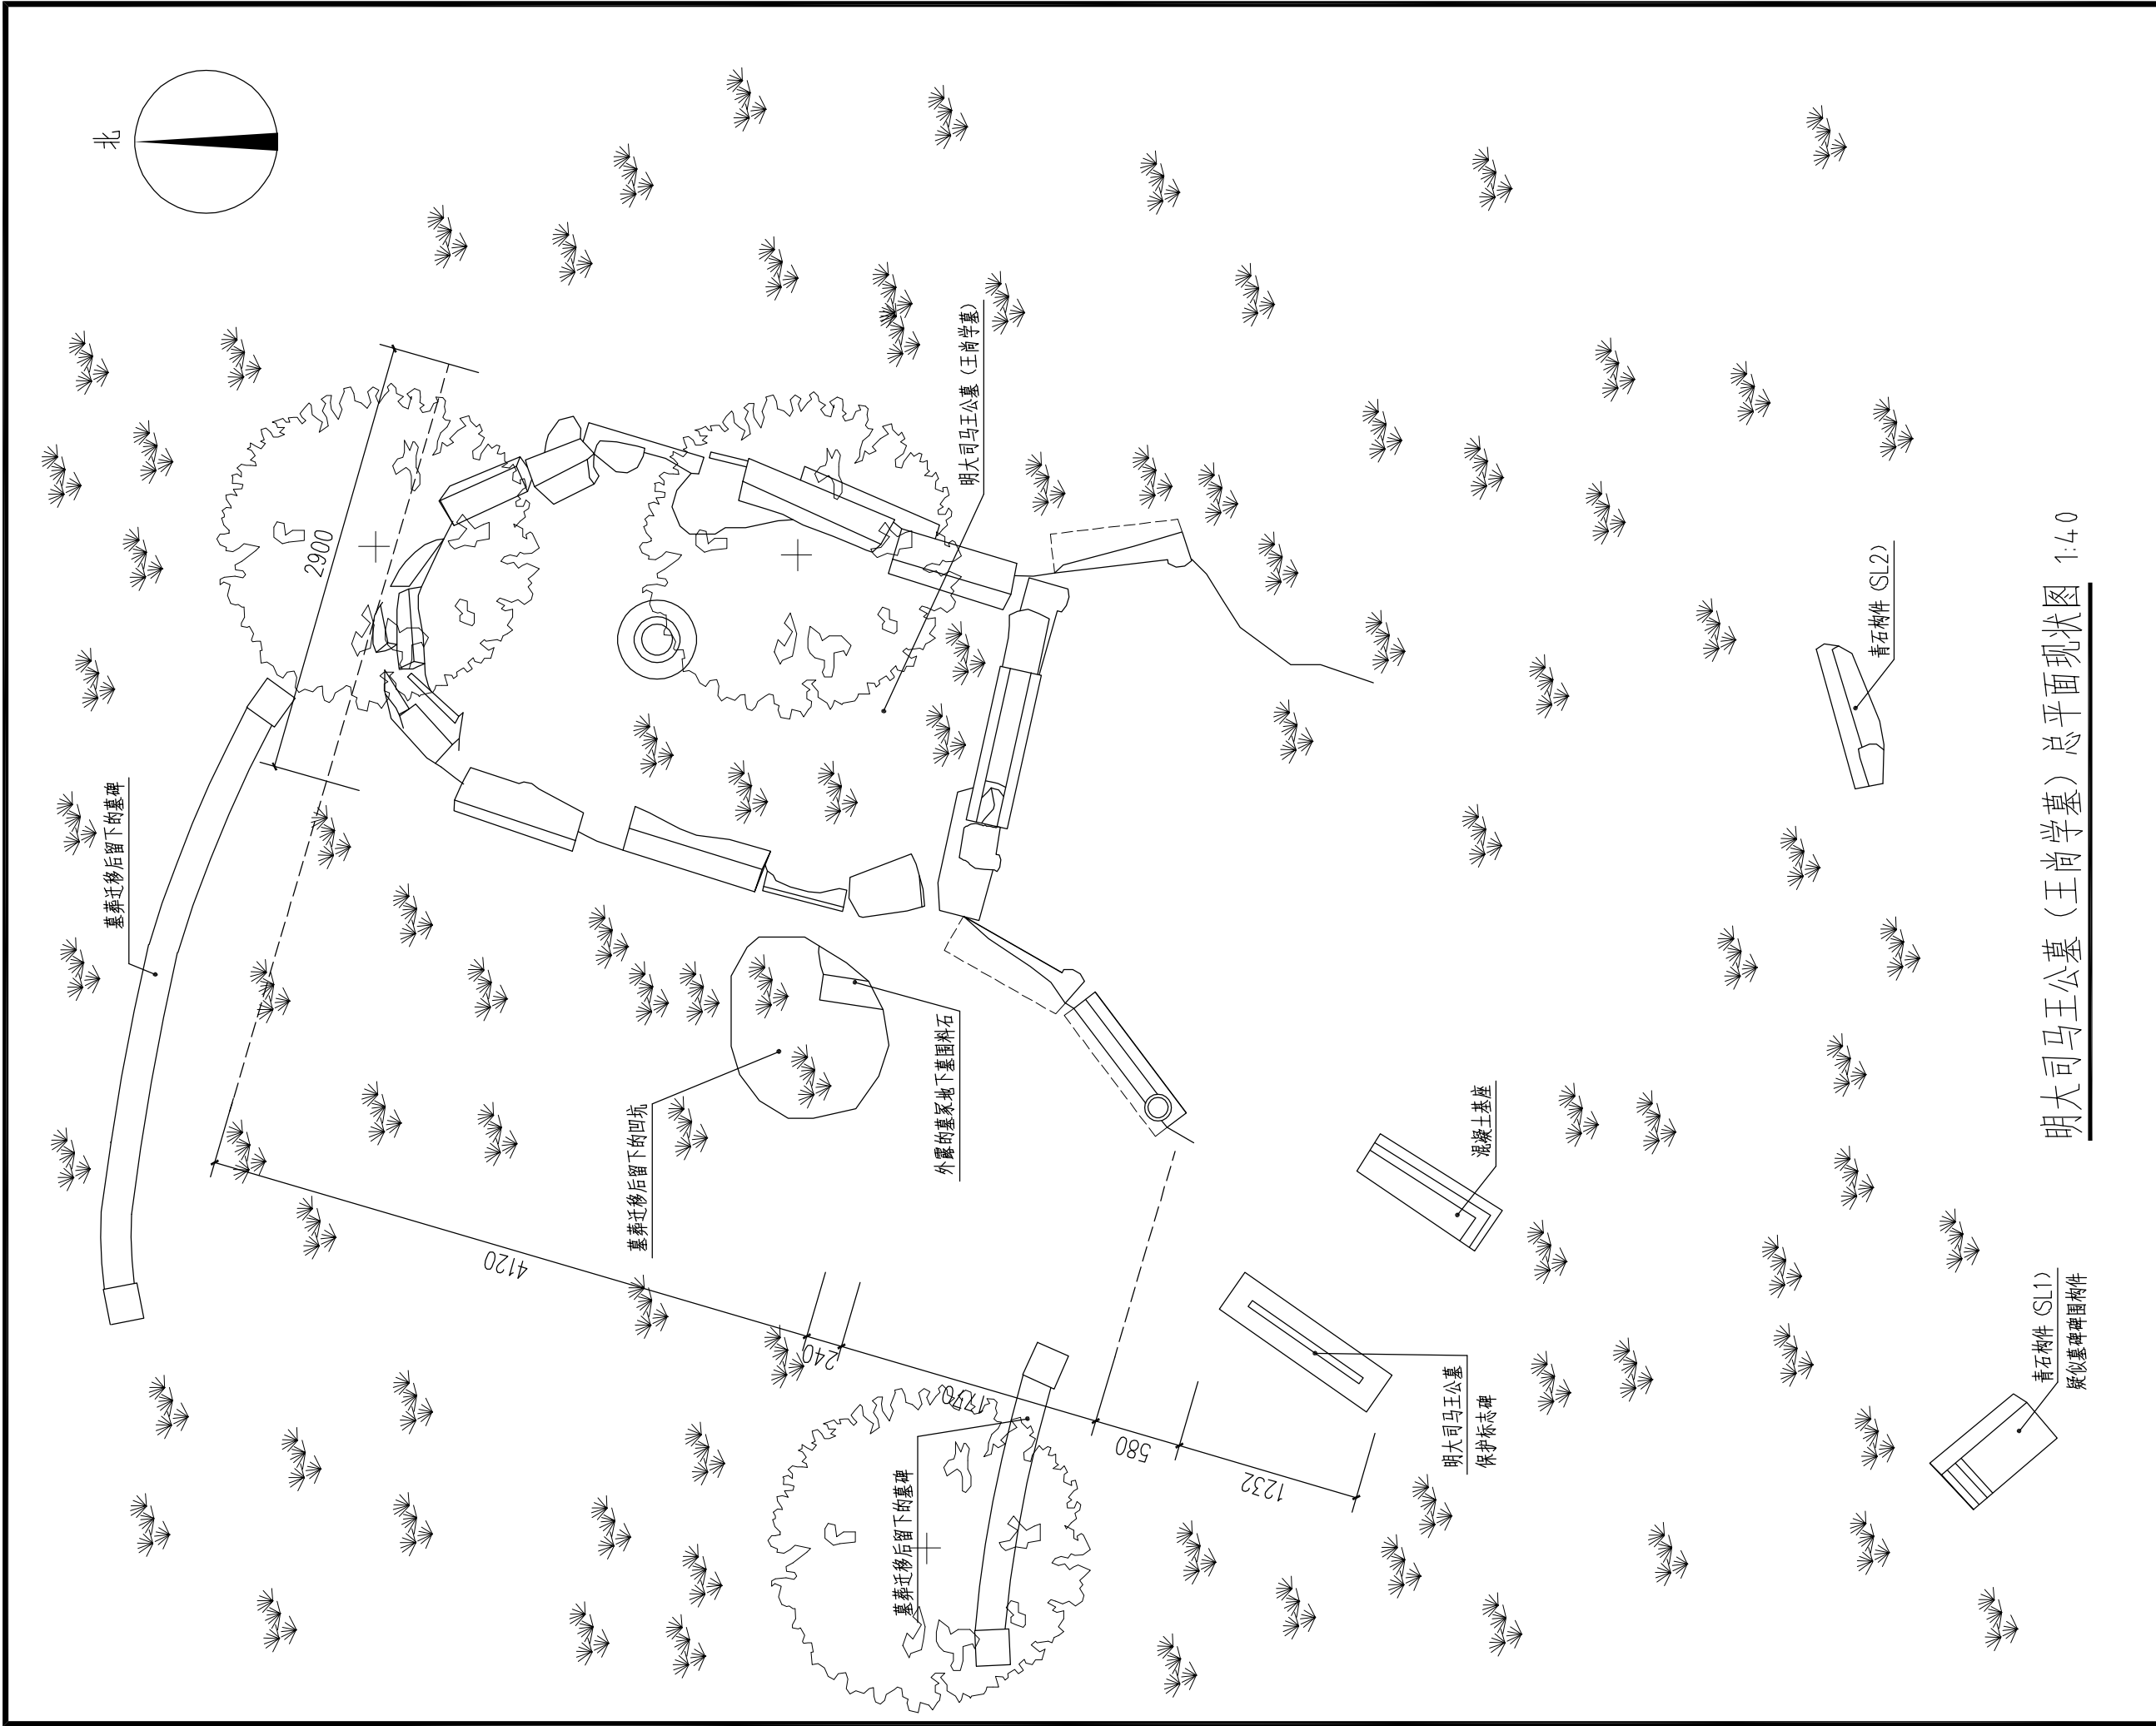 北
2900
明大司马王公墓（王尚学墓）
墓葬迁移后留下的墓碑
青石构件 (SL2)
明大司马王公墓（王尚学墓）总平面现状图 1:40
外露的墓冢地下墓围料石
墓葬迁移后留下的凹坑
混凝土基座
4120
240
1770
580
1232
明大司马王公墓
保护标志碑
青石构件 (SL1)
疑似墓碑碑围构件
墓葬迁移后留下的墓碑